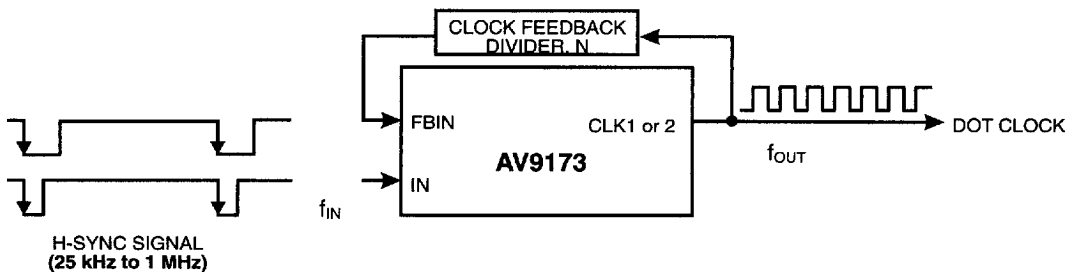 CLOCK FEEDBACK
DIVIDER, N
FBIN
CLK1 or 2
DOT CLOCK
AV9173
fOUT
IN
fIN
H-SYNC SIGNAL
(25 kHz to 1 MHz)